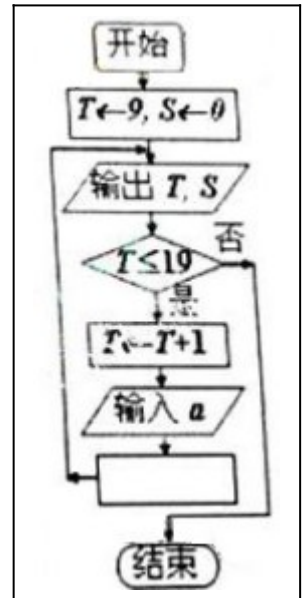 开始
T←9, S←0
输出 T, S
T≤19
否
是
T←T+1
输入 a
结束